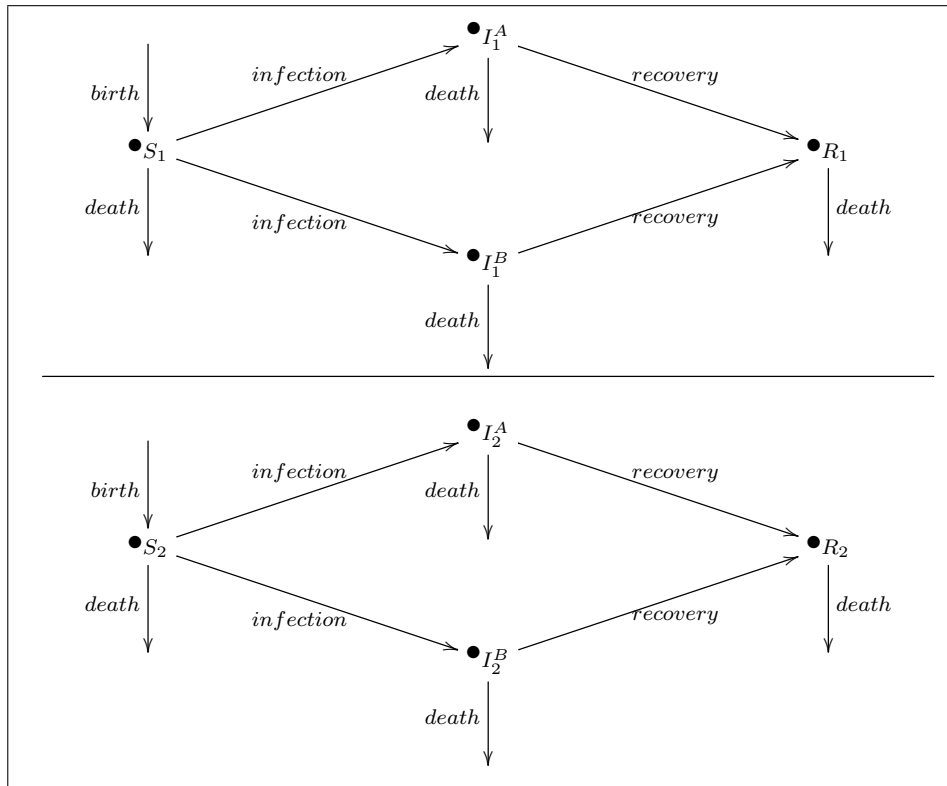 I_1^A
infection
recovery
birth
death
S_1
R_1
death
infection
recovery
death
I_1^B
death
I_2^A
infection
recovery
birth
death
S_2
R_2
death
infection
recovery
death
I_2^B
death